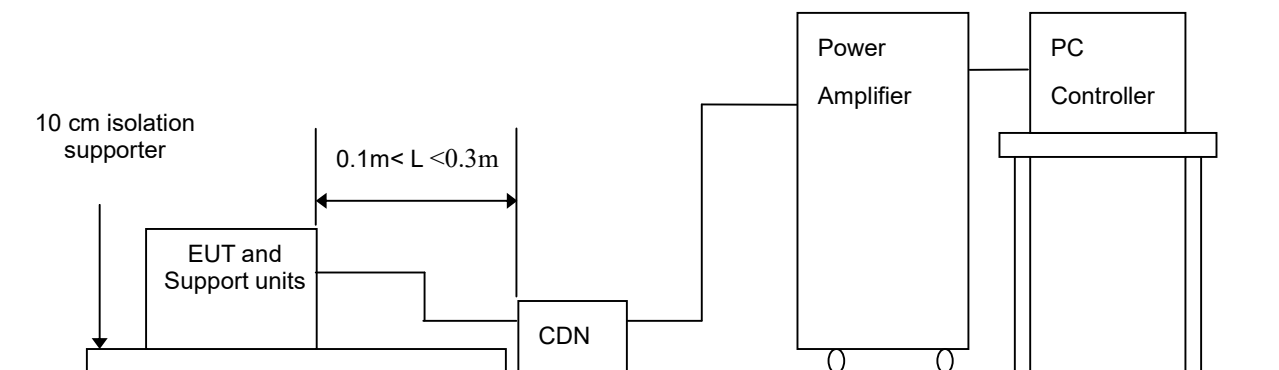 Power
Amplifier
PC
Controller
10 cm isolation
supporter
0.1m< L <0.3m
EUT and
Support units
CDN